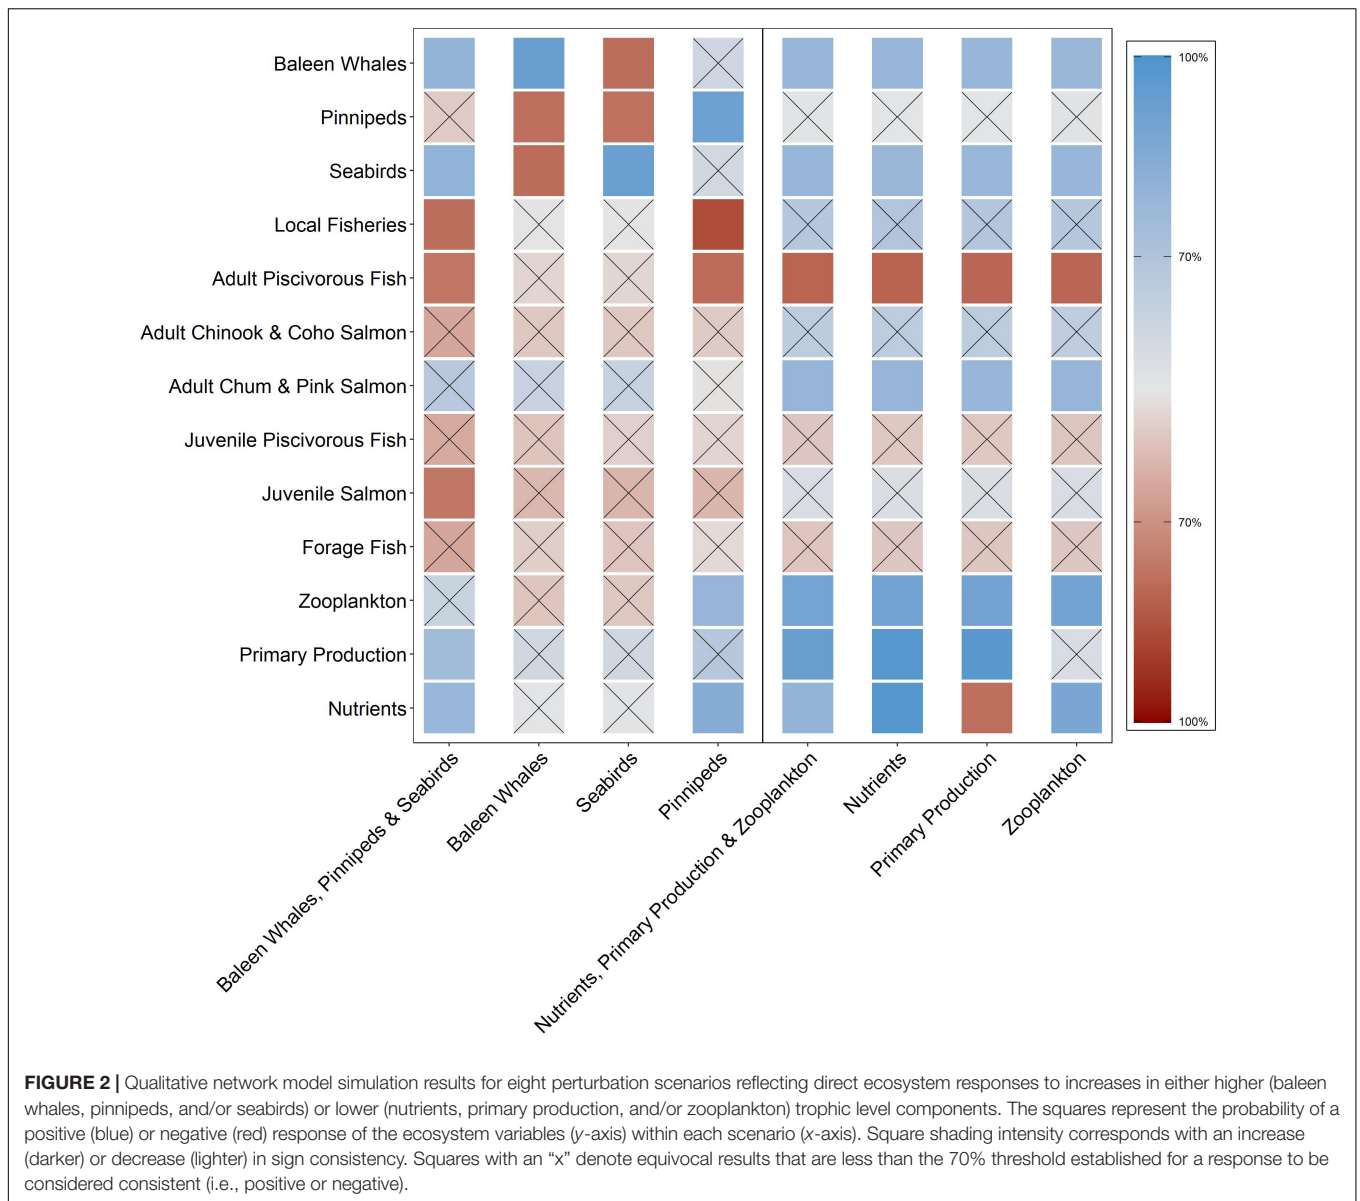 Baleen Whales
Pinnipeds
Seabirds
Local Fisheries
Adult Piscivorous Fish
Adult Chinook & Coho Salmon
Adult Chum & Pink Salmon
Juvenile Piscivorous Fish
Juvenile Salmon
Forage Fish
Zooplankton
Primary Production
Nutrients
100%
70%
70%
100%
Baleen Whales, Pinnipeds & Seabirds
Baleen Whales
Seabirds
Pinnipeds
Nutrients, Primary Production & Zooplankton
Nutrients
Primary Production
Zooplankton
FIGURE 2 | Qualitative network model simulation results for eight perturbation scenarios reflecting direct ecosystem responses to increases in either higher (baleen
whales, pinnipeds, and/or seabirds) or lower (nutrients, primary production, and/or zooplankton) trophic level components. The squares represent the probability of a
positive (blue) or negative (red) response of the ecosystem variables (y-axis) within each scenario (x-axis). Square shading intensity corresponds with an increase
(darker) or decrease (lighter) in sign consistency. Squares with an “x” denote equivocal results that are less than the 70% threshold established for a response to be
considered consistent (i.e., positive or negative).